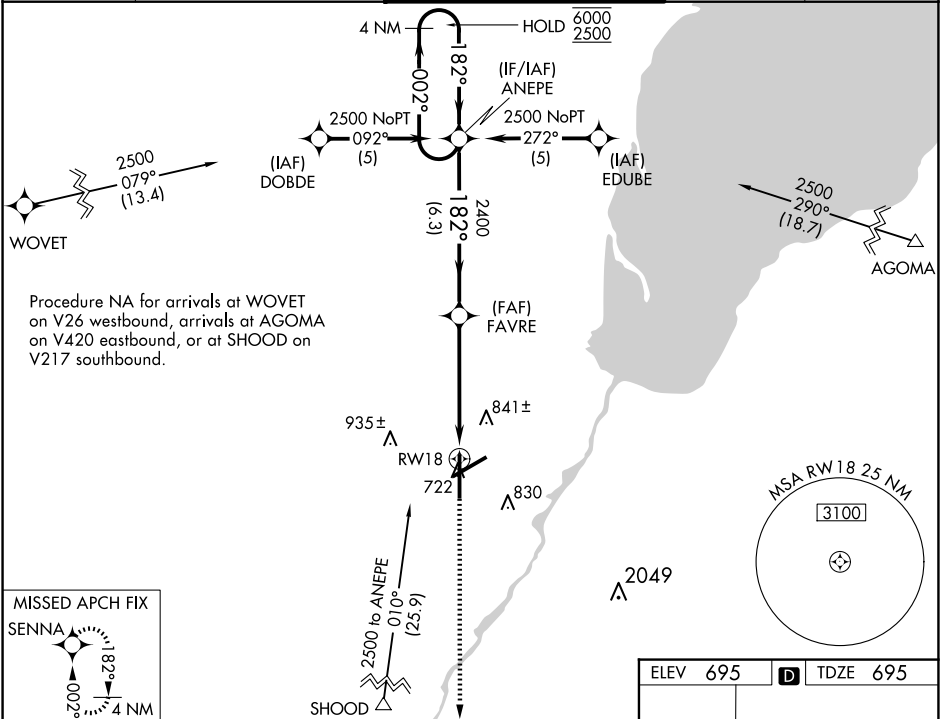 4 NM
HOLD
6000
2500
182°
002°
(IF/IAF)
ANEPE
2500 NoPT
092°
(5)
2500 NoPT
272°
(5)
(IAF)
DOBDE
(IAF)
EDUBE
2500
079°
(13.4)
WOVET
2400
182°
(6.3)
2500
290°
(18.7)
AGOMA
Procedure NA for arrivals at WOVET
on V26 westbound, arrivals at AGOMA
on V420 eastbound, or at SHOOD on
V217 southbound.
(FAF)
FAVRE
935±
841±
RW18
722
830
MSA RW18 25 NM
3100
2049
2500 to ANEPE
010°
(25.9)
SHOOD
MISSED APCH FIX
SENNA
182°
002°
4 NM
ELEV 695 D TDZE 695